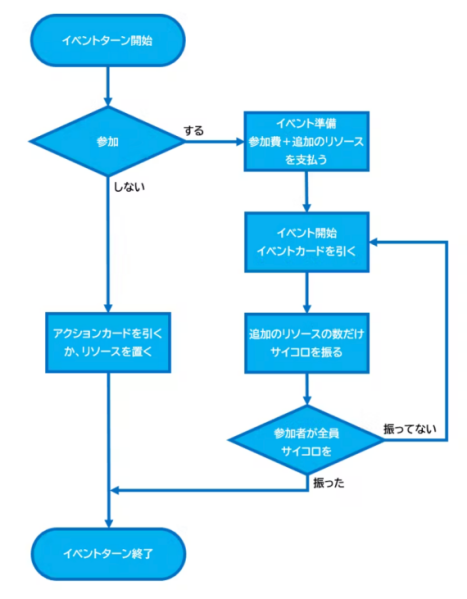 イベントターン開始
参加
する
イベント準備
参加費＋追加のリソース
を支払う
しない
イベント開始
イベントカードを引く
アクションカードを引く
か、リソースを置く
追加のリソースの数だけ
サイコロを振る
参加者が全員
サイコロを
振ってない
振った
イベントターン終了